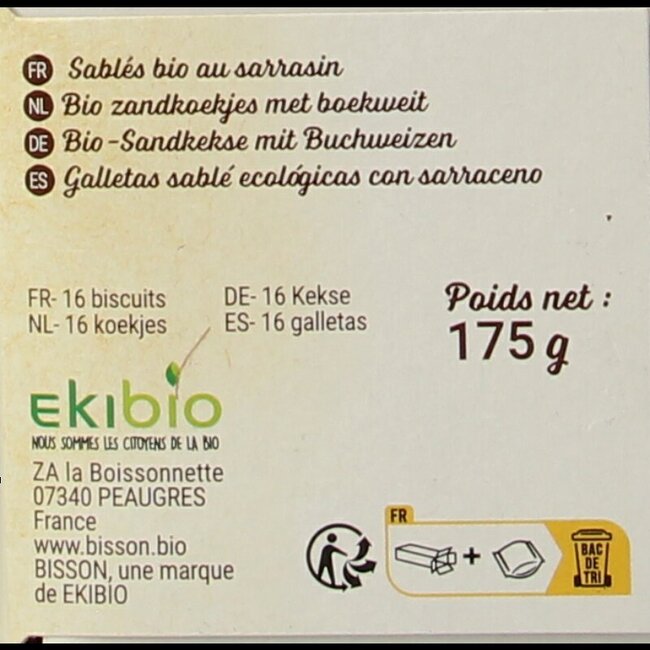 FR Sablés bio au sarrasin
NL Bio zandkoekjes met boekweit
DE Bio-Sandkekse mit Buchweizen
ES Galletas sablé ecológicas con sarraceno
FR- 16 biscuits
NL- 16 koekjes
DE- 16 Kekse
ES- 16 galletas
Poids net :
175 g
EKIBIO
NOUS SOMMES LES CITOYENS DE LA BIO
ZA la Boissonnette
07340 PEAUGRES
France
www.bisson.bio
BISSON, une marque
de EKIBIO
FR
+
BAC
DE
TRI